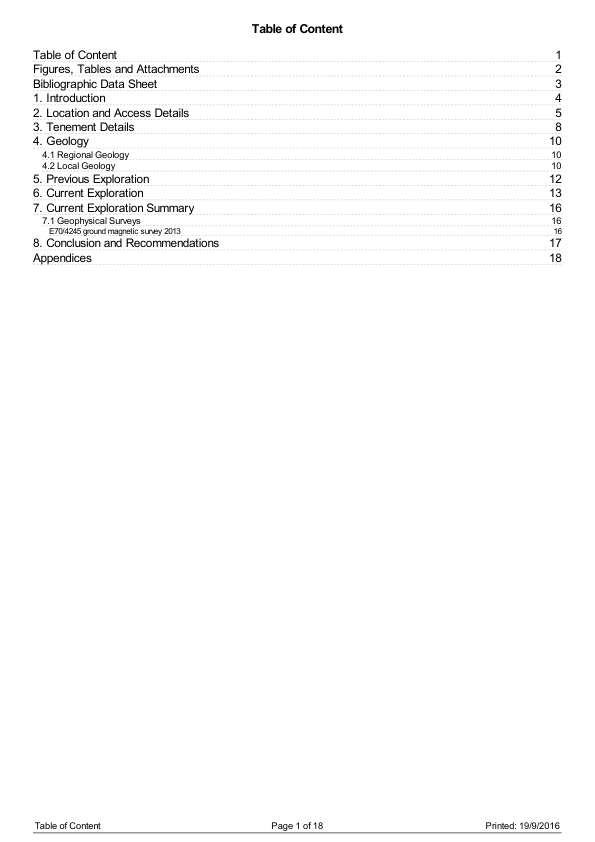 Table of Content
Table of Content 1
Figures, Tables and Attachments 2
Bibliographic Data Sheet 3
1. Introduction 4
2. Location and Access Details 5
3. Tenement Details 8
4. Geology 10
4.1 Regional Geology 10
4.2 Local Geology 10
5. Previous Exploration 12
6. Current Exploration 13
7. Current Exploration Summary 16
7.1 Geophysical Surveys 16
E70/4245 ground magnetic survey 2013 16
8. Conclusion and Recommendations 17
Appendices 18
Table of Content Page 1 of 18 Printed: 19/9/2016